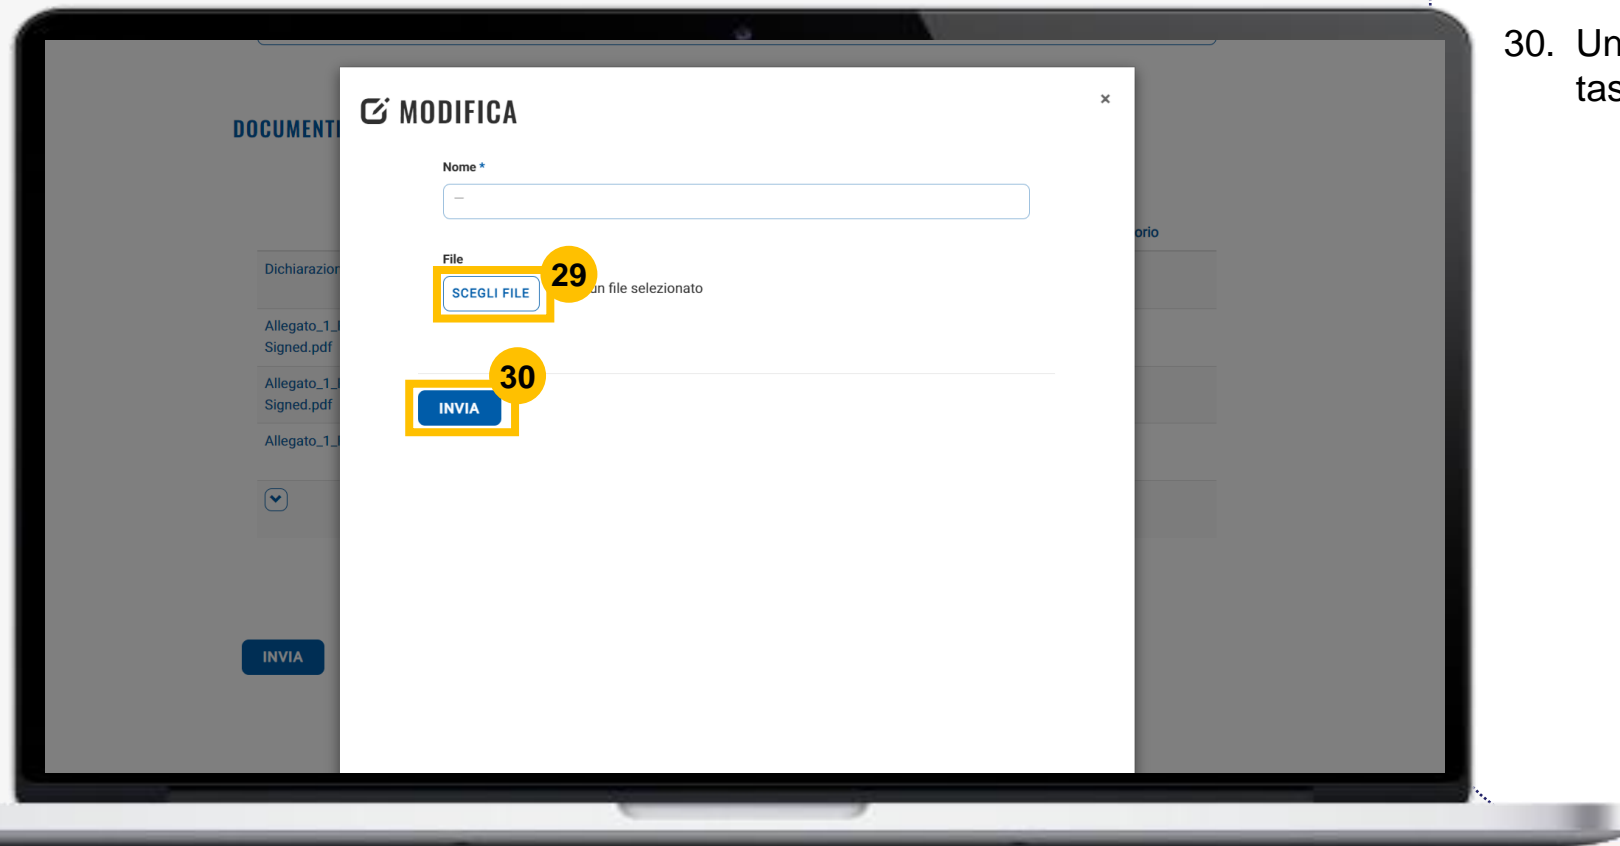 30. Un
tas
MODIFICA
×
DOCUMENTI
Nome *
—
orio
File
29
Dichiarazion
SCEGLI FILE
un file selezionato
Allegato_1_
Signed.pdf
30
Allegato_1_
Signed.pdf
INVIA
Allegato_1_
INVIA